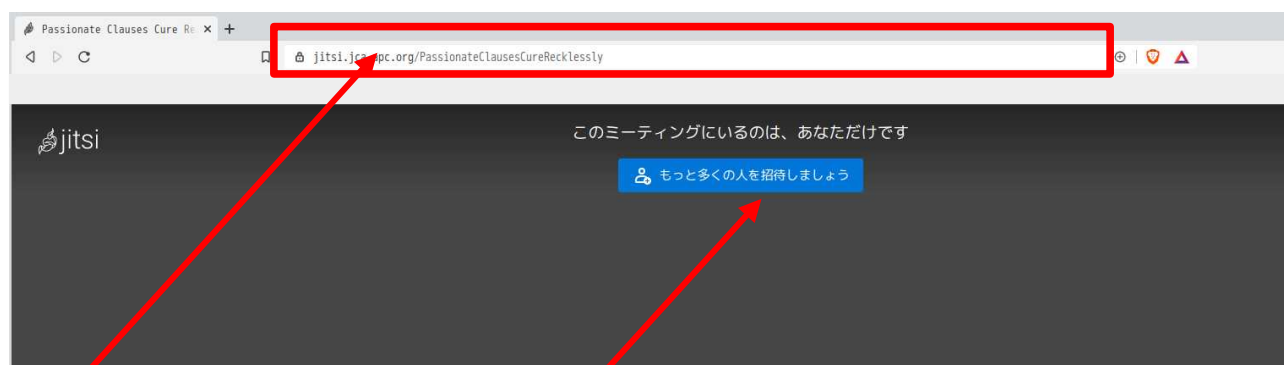 Passionate Clauses Cure Re
jitsi.jca.apc.org/PassionateClausesCureRecklessly
jitsi
このミーティングにいるのは、あなただけです
もっと多くの人を招待しましょう